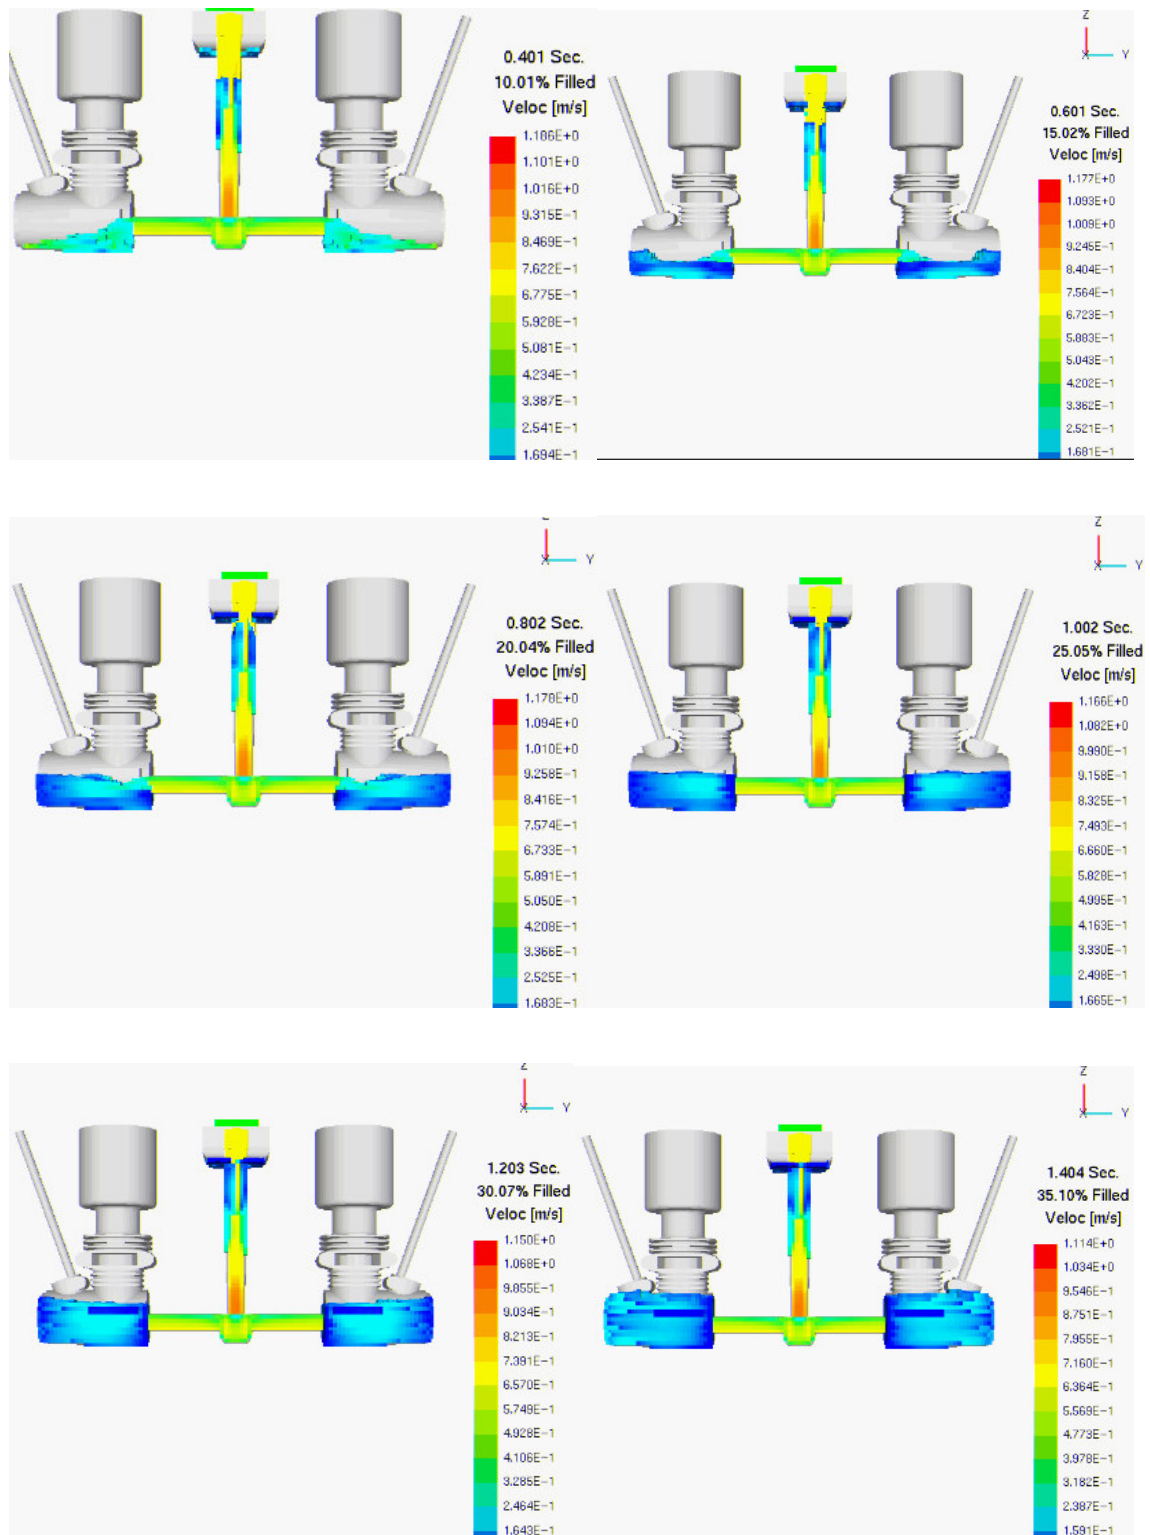 0.401 Sec.
10.01% Filled
Veloc [m/s]
1.186E+0
1.101E+0
1.016E+0
9.315E-1
8.469E-1
7.622E-1
6.775E-1
5.928E-1
5.081E-1
4.234E-1
3.387E-1
2.541E-1
1.694E-1
Z
X Y
0.601 Sec.
15.02% Filled
Veloc [m/s]
1.177E+0
1.093E+0
1.009E+0
9.245E-1
8.404E-1
7.564E-1
6.723E-1
5.883E-1
5.043E-1
4.202E-1
3.362E-1
2.521E-1
1.681E-1
X Y
0.802 Sec.
20.04% Filled
Veloc [m/s]
1.178E+0
1.094E+0
1.010E+0
9.258E-1
8.416E-1
7.574E-1
6.733E-1
5.891E-1
5.050E-1
4.208E-1
3.366E-1
2.525E-1
1.683E-1
Z
X Y
1.002 Sec.
25.05% Filled
Veloc [m/s]
1.166E+0
1.082E+0
9.990E-1
9.158E-1
8.325E-1
7.493E-1
6.660E-1
5.828E-1
4.995E-1
4.163E-1
3.330E-1
2.498E-1
1.665E-1
Z
X Y
1.203 Sec.
30.07% Filled
Veloc [m/s]
1.150E+0
1.068E+0
9.855E-1
9.034E-1
8.213E-1
7.391E-1
6.570E-1
5.749E-1
4.928E-1
4.106E-1
3.285E-1
2.464E-1
1.643E-1
Z
X Y
1.404 Sec.
35.10% Filled
Veloc [m/s]
1.114E+0
1.034E+0
9.546E-1
8.751E-1
7.955E-1
7.160E-1
6.364E-1
5.569E-1
4.773E-1
3.978E-1
3.182E-1
2.387E-1
1.591E-1